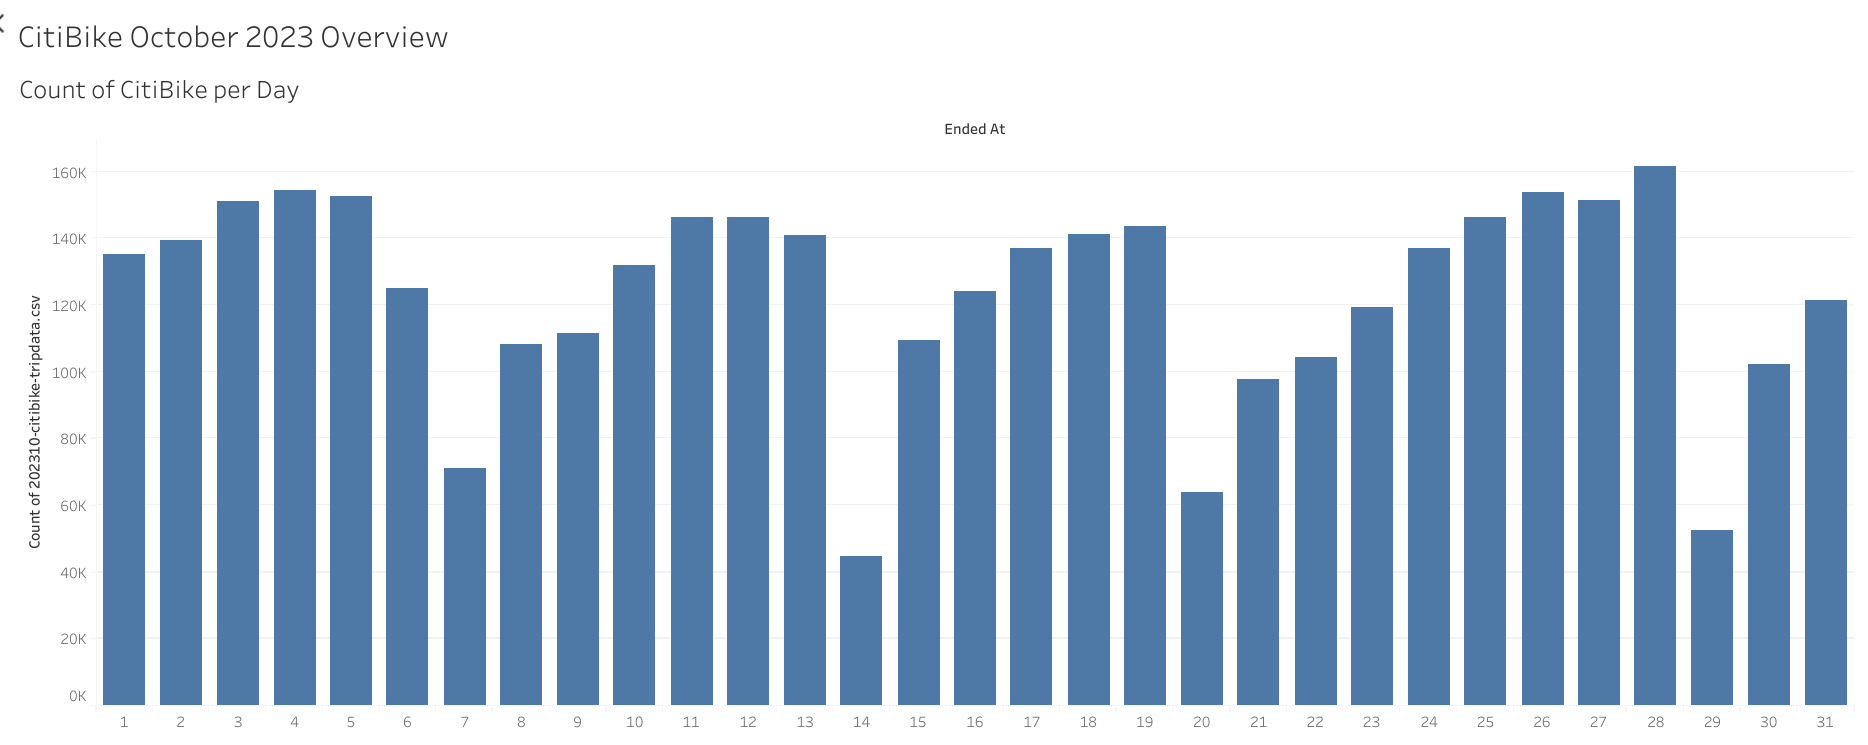 CitiBike October 2023 Overview
Count of CitiBike per Day
Ended At
Count of 202310-citibike-tripdata.csv
160K
140K
120K
100K
80K
60K
40K
20K
0K
1 2 3 4 5 6 7 8 9 10 11 12 13 14 15 16 17 18 19 20 21 22 23 24 25 26 27 28 29 30 31